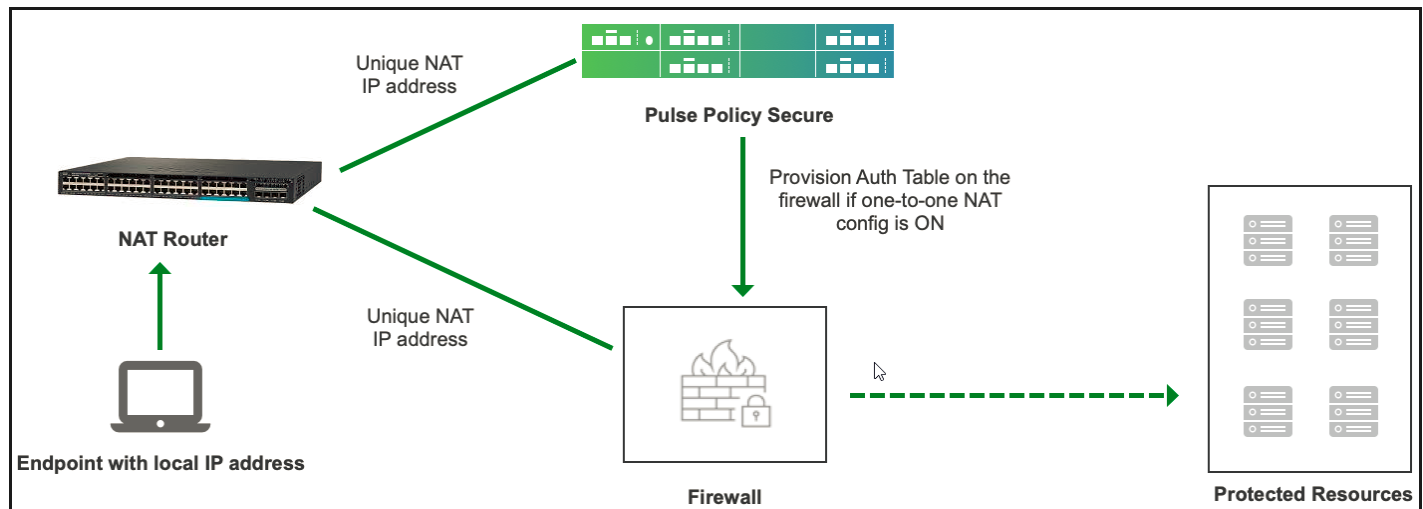 Unique NAT
IP address
Pulse Policy Secure
Provision Auth Table on the
firewall if one-to-one NAT
config is ON
NAT Router
Unique NAT
IP address
Endpoint with local IP address
Firewall
Protected Resources